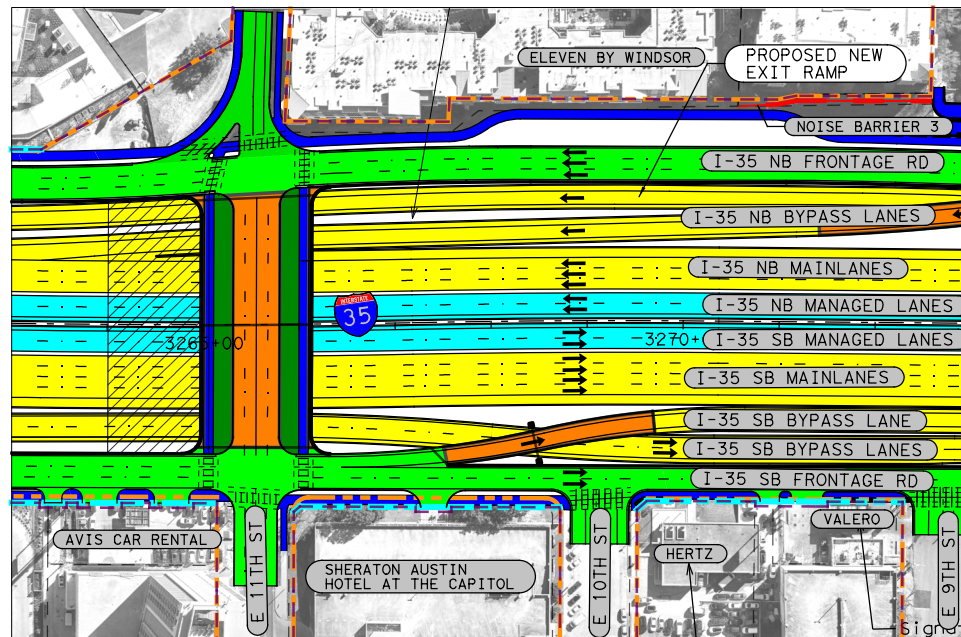 ELEVEN BY WINDSOR
PROPOSED NEW
EXIT RAMP
NOISE BARRIER 3
I-35 NB FRONTAGE RD
I-35 NB BYPASS LANES
I-35 NB MAINLANES
INTERSTATE
35
I-35 NB MANAGED LANES
3265+00
3270+
I-35 SB MANAGED LANES
I-35 SB MAINLANES
I-35 SB BYPASS LANE
I-35 SB BYPASS LANES
I-35 SB FRONTAGE RD
AVIS CAR RENTAL
E 11TH ST
SHERATON AUSTIN
HOTEL AT THE CAPITOL
E 10TH ST
HERTZ
VALERO
E 9TH ST